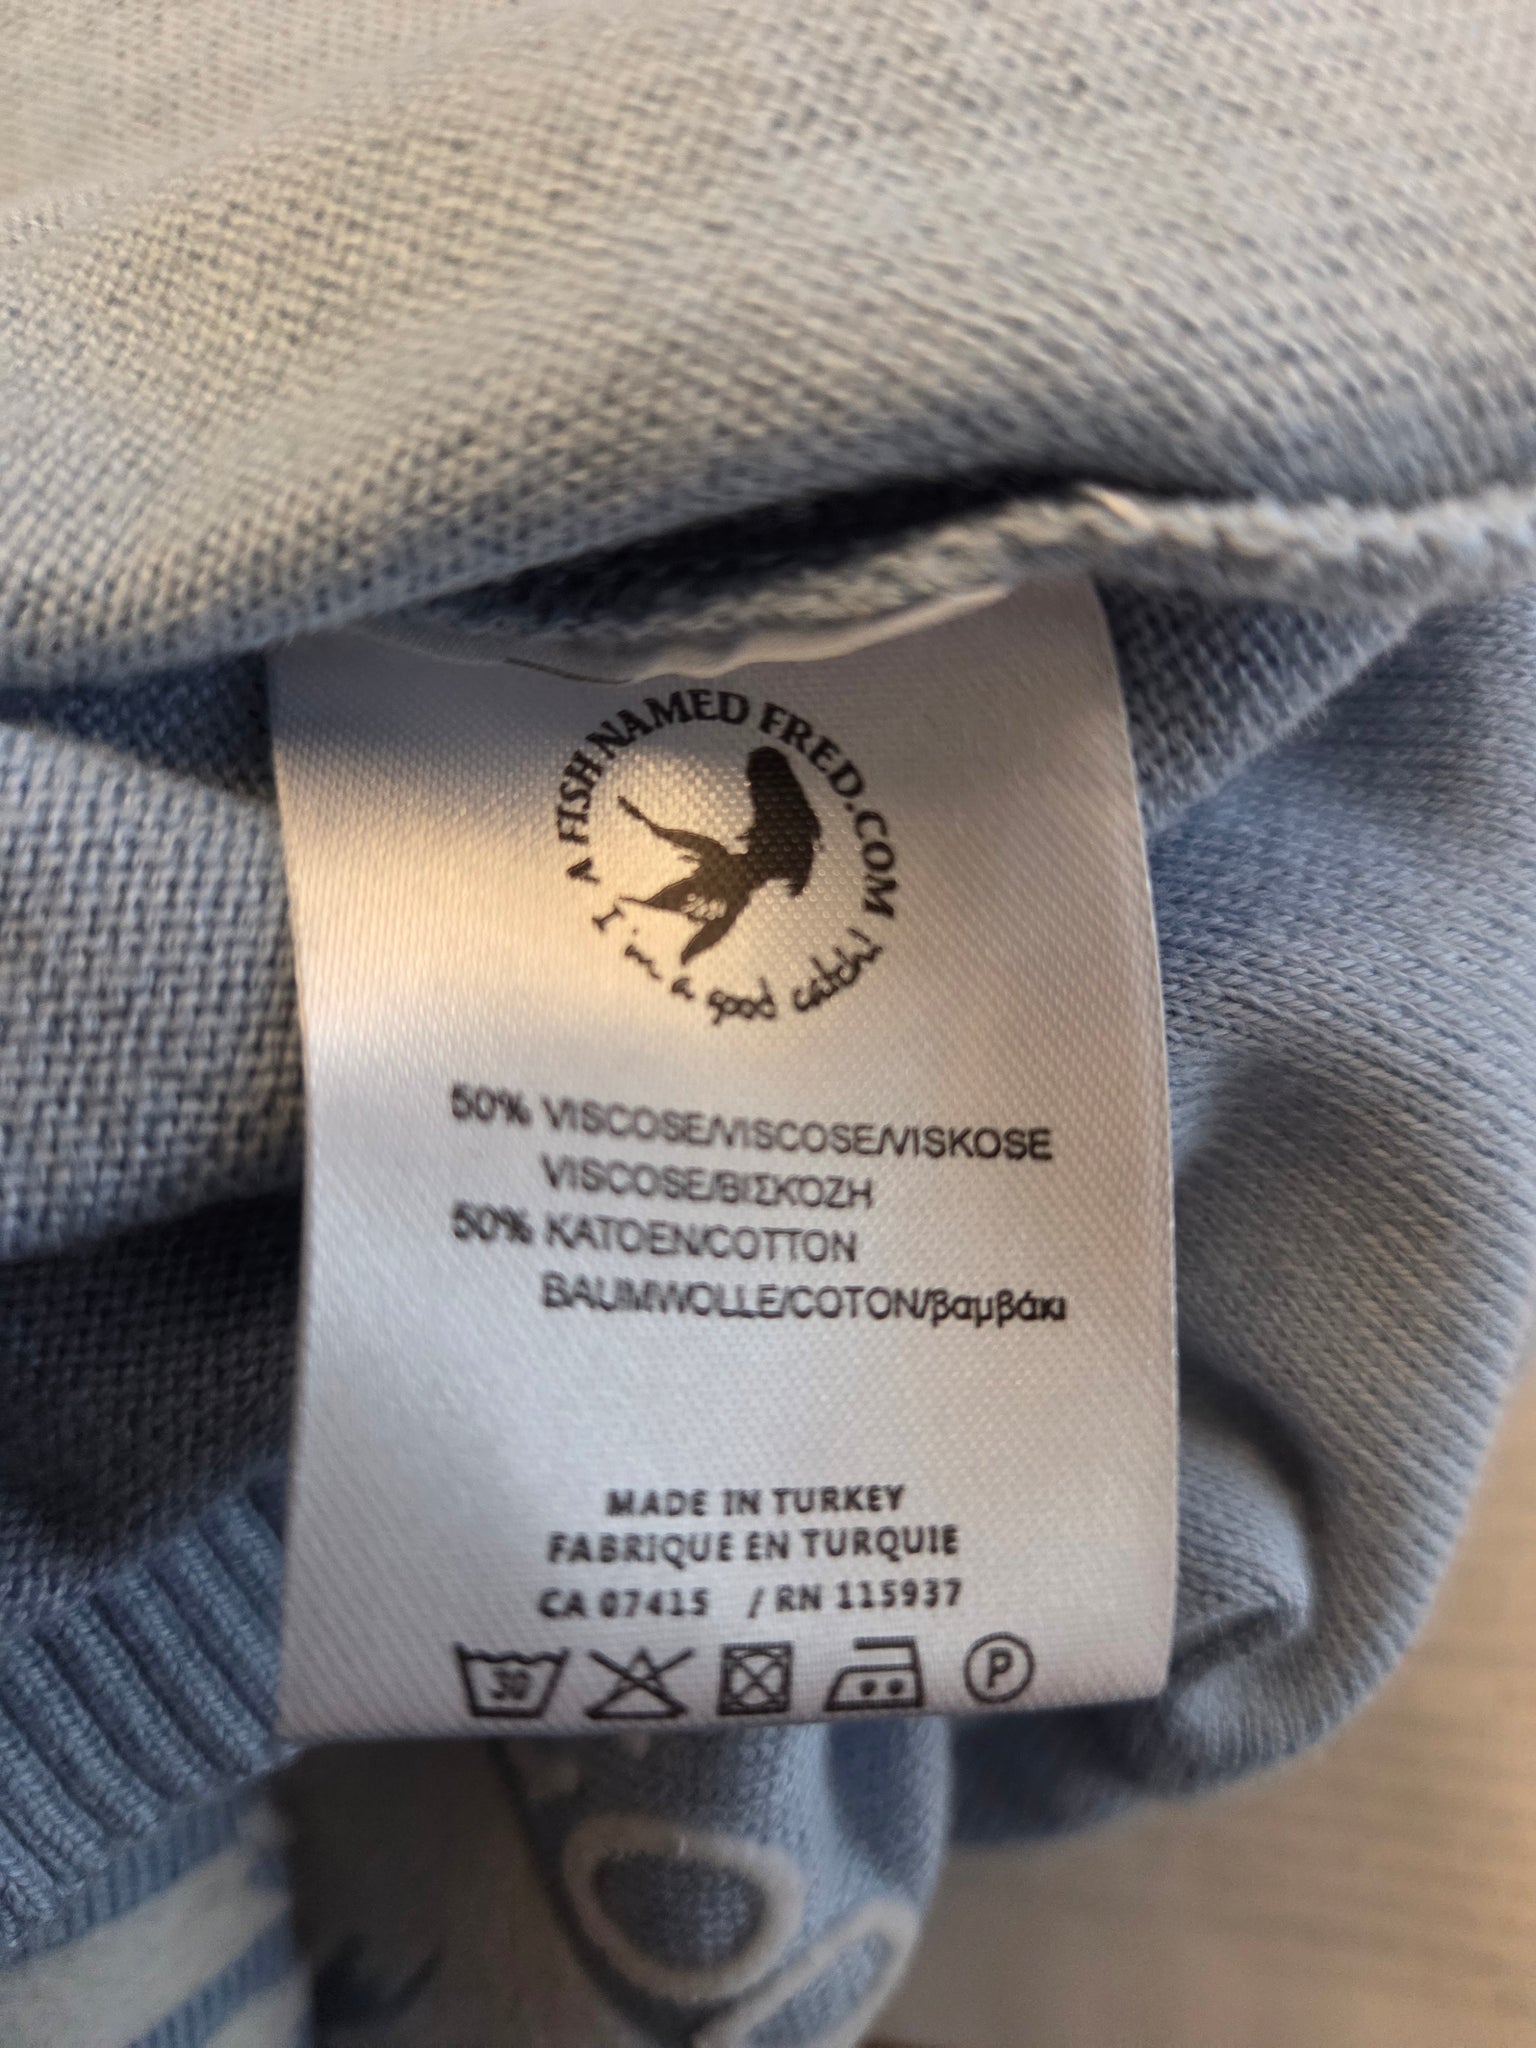 A FISH NAMED FRED.COM
I'm a good catch!
50% VISCOSE/VISCOSE/VISKOSE
VISCOSE/ΒΙΣΚΌΖΗ
50% KATOEN/COTTON
BAUMWOLLE/COTON/βαμβάκι
MADE IN TURKEY
FABRIQUE EN TURQUIE
CA 07415 / RN 115937
30
P